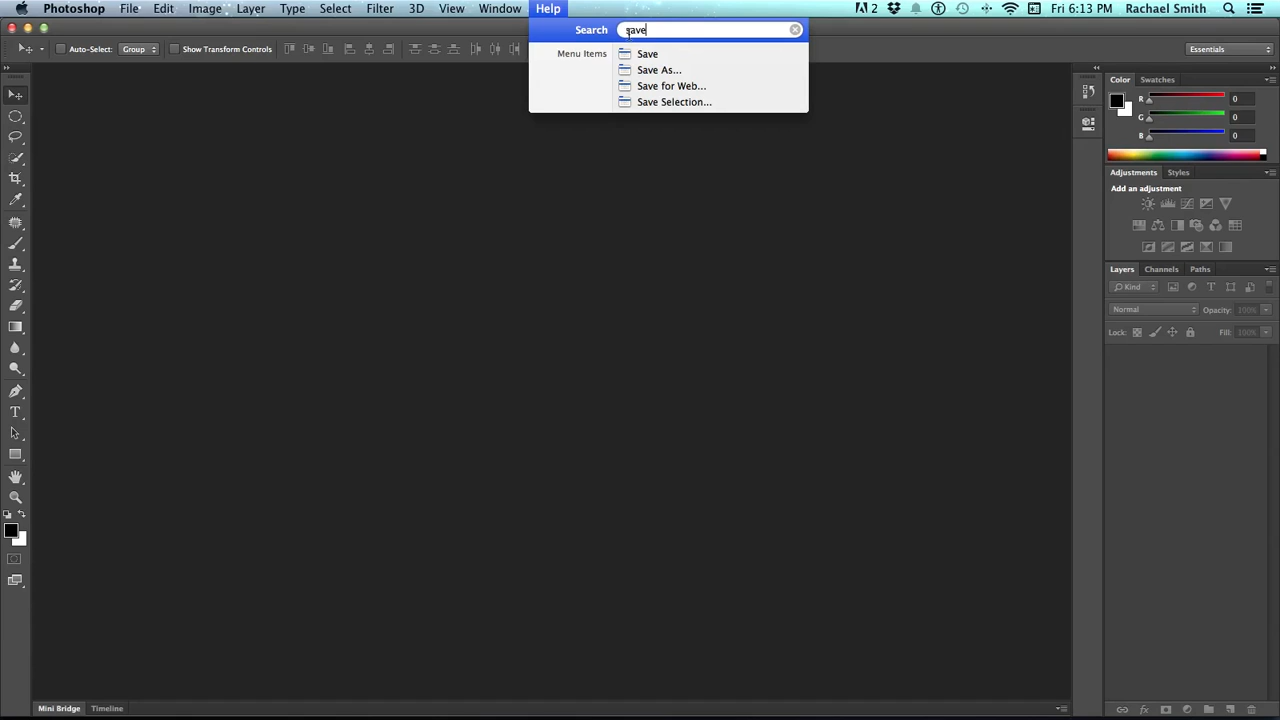 Photoshop File Edit Image Layer Type Select Filter 3D View Window Help 2 Fri 6:13 PM Rachael Smith
Search save
Auto-Select: Group Show Transform Controls Essentials
Menu Items Save
Save As...
Save for Web...
Save Selection...
Color Swatches
R 0
G 0
B 0
Adjustments Styles
Add an adjustment
Layers Channels Paths
Kind
Normal Opacity: 100%
Lock: Fill: 100%
Mini Bridge Timeline